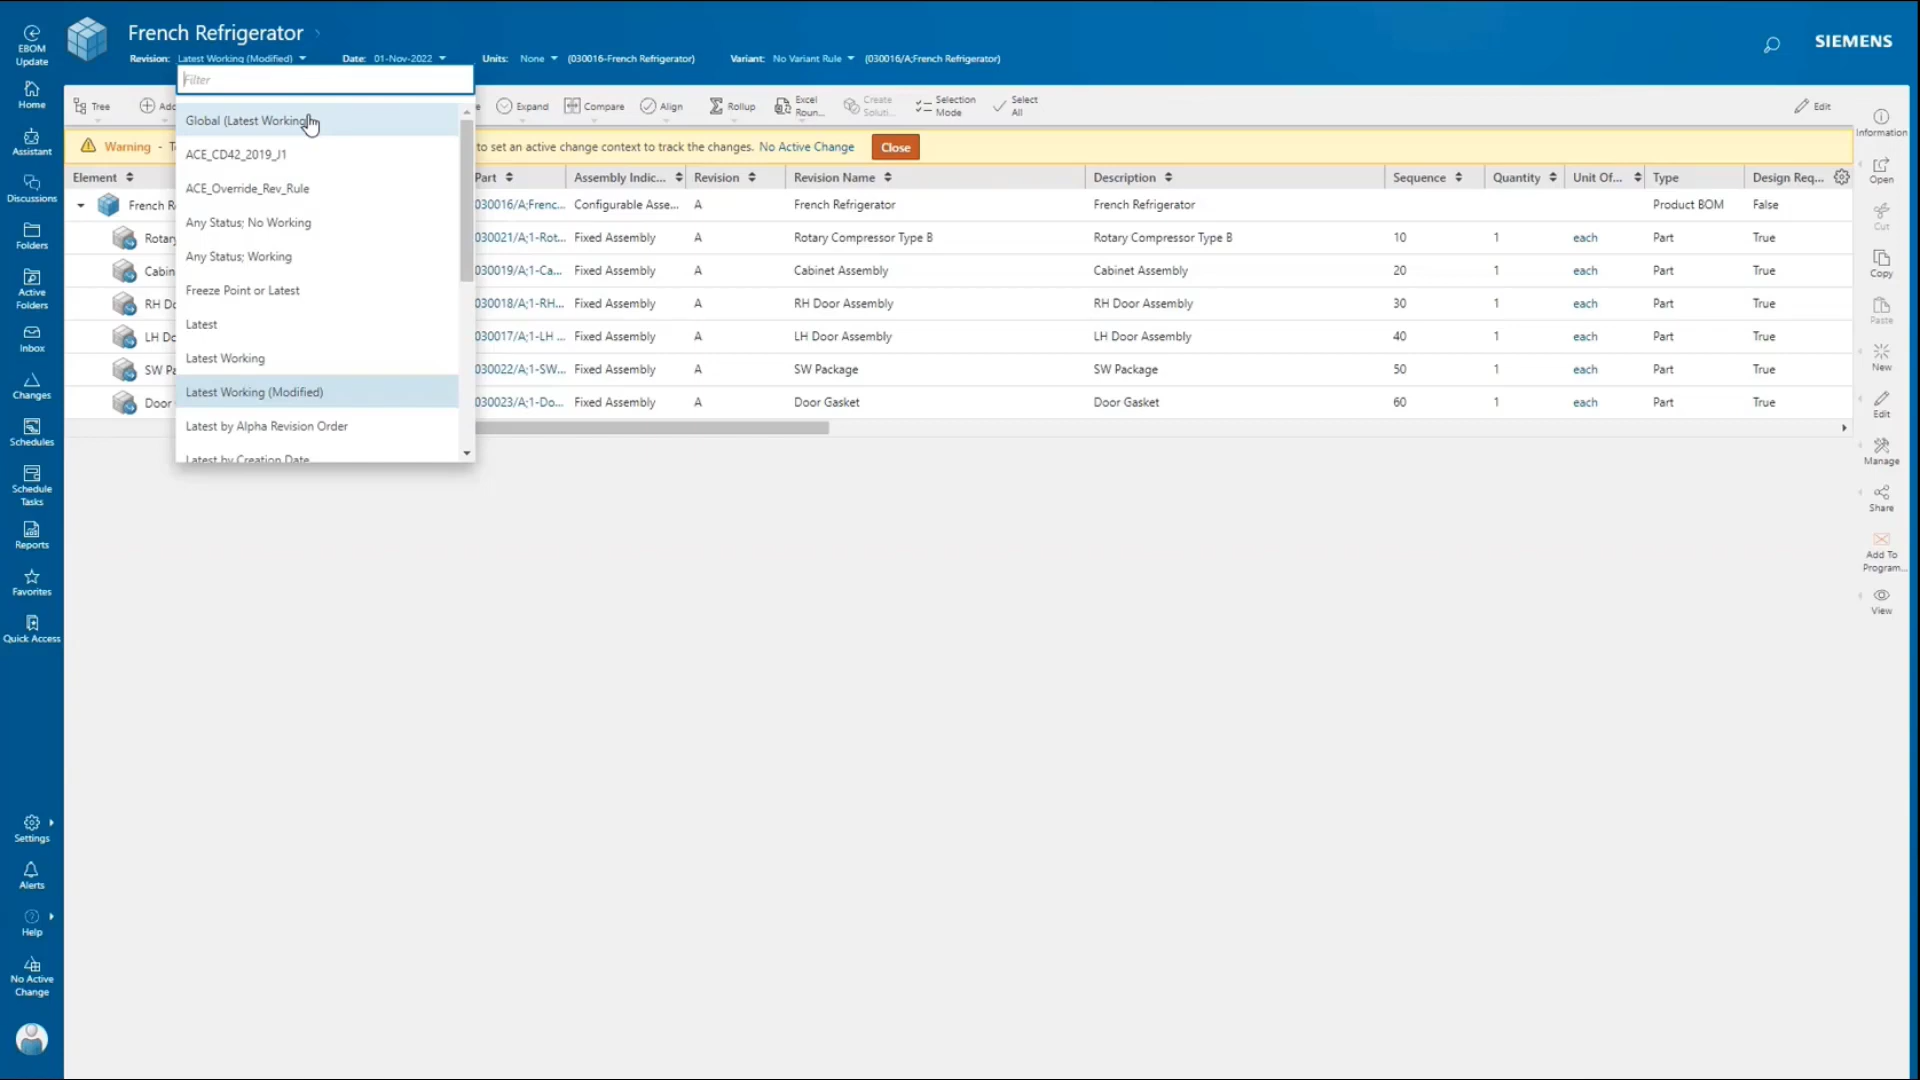 EBOM Update
Home
Assistant
Discussions
Folders
Active Folders
Inbox
Changes
Schedules
Schedule Tasks
Reports
Favorites
Quick Access
Settings
Alerts
Help
No Active Change
French Refrigerator
Revision: Latest Working (Modified) Date: 01-Nov-2022 Units: None (030016-French Refrigerator) Variant: No Variant Rule (030016/A;French Refrigerator)
SIEMENS
Filter
Global (Latest Working)
ACE_CD42_2019_J1
ACE_Override_Rev_Rule
Any Status; No Working
Any Status; Working
Freeze Point or Latest
Latest
Latest Working
Latest Working (Modified)
Latest by Alpha Revision Order
Latest by Creation Date
Tree Add Expand Compare Align Rollup Excel Roun... Create Soluti... Selection Mode Select All Edit
Warning - to set an active change context to track the changes. No Active Change Close
Element Part Assembly Indic... Revision Revision Name Description Sequence Quantity Unit Of... Type Design Req...
French R 030016/A;Frenc... Configurable Asse... A French Refrigerator French Refrigerator Product BOM False
Rotary 030021/A;1-Rot... Fixed Assembly A Rotary Compressor Type B Rotary Compressor Type B 10 1 each Part True
Cabin 030019/A;1-Ca... Fixed Assembly A Cabinet Assembly Cabinet Assembly 20 1 each Part True
RH Do 030018/A;1-RH... Fixed Assembly A RH Door Assembly RH Door Assembly 30 1 each Part True
LH Do 030017/A;1-LH ... Fixed Assembly A LH Door Assembly LH Door Assembly 40 1 each Part True
SW Pa 030022/A;1-SW... Fixed Assembly A SW Package SW Package 50 1 each Part True
Door 030023/A;1-Do... Fixed Assembly A Door Gasket Door Gasket 60 1 each Part True
Information
Open
Cut
Copy
Paste
New
Edit
Manage
Share
Add To Program...
View